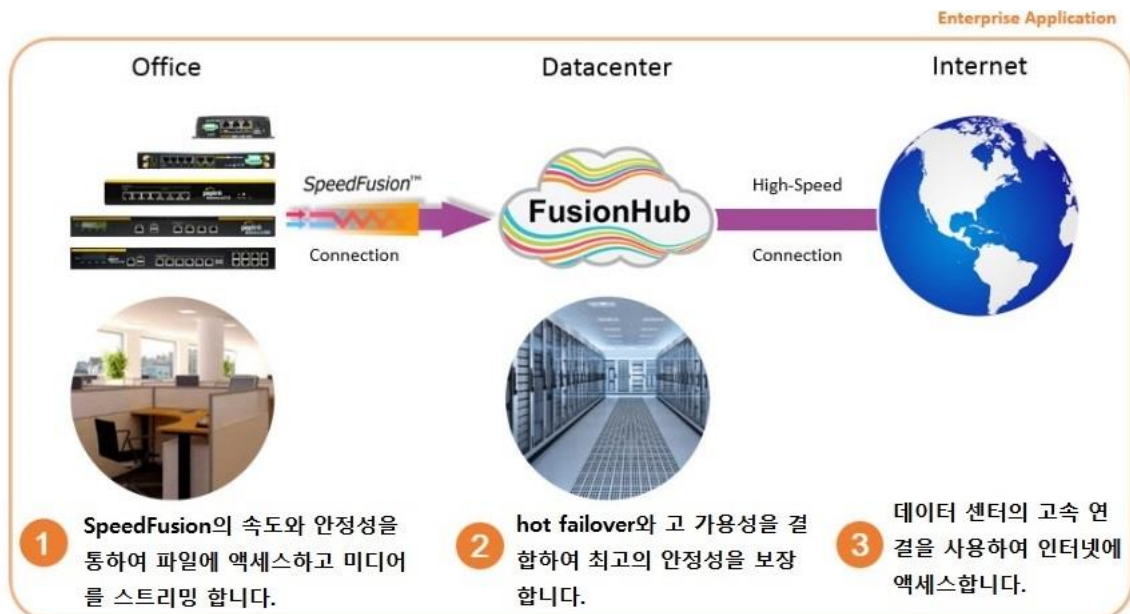 Enterprise Application
Office
Datacenter
Internet
SpeedFusion™
Connection
FusionHub
High-Speed
Connection
peplink
peplink
1
SpeedFusion의 속도와 안정성을
통하여 파일에 액세스하고 미디어
를 스트리밍 합니다.
2
hot failover와 고 가용성을 결
합하여 최고의 안정성을 보장
합니다.
3
데이터 센터의 고속 연
결을 사용하여 인터넷에
액세스합니다.